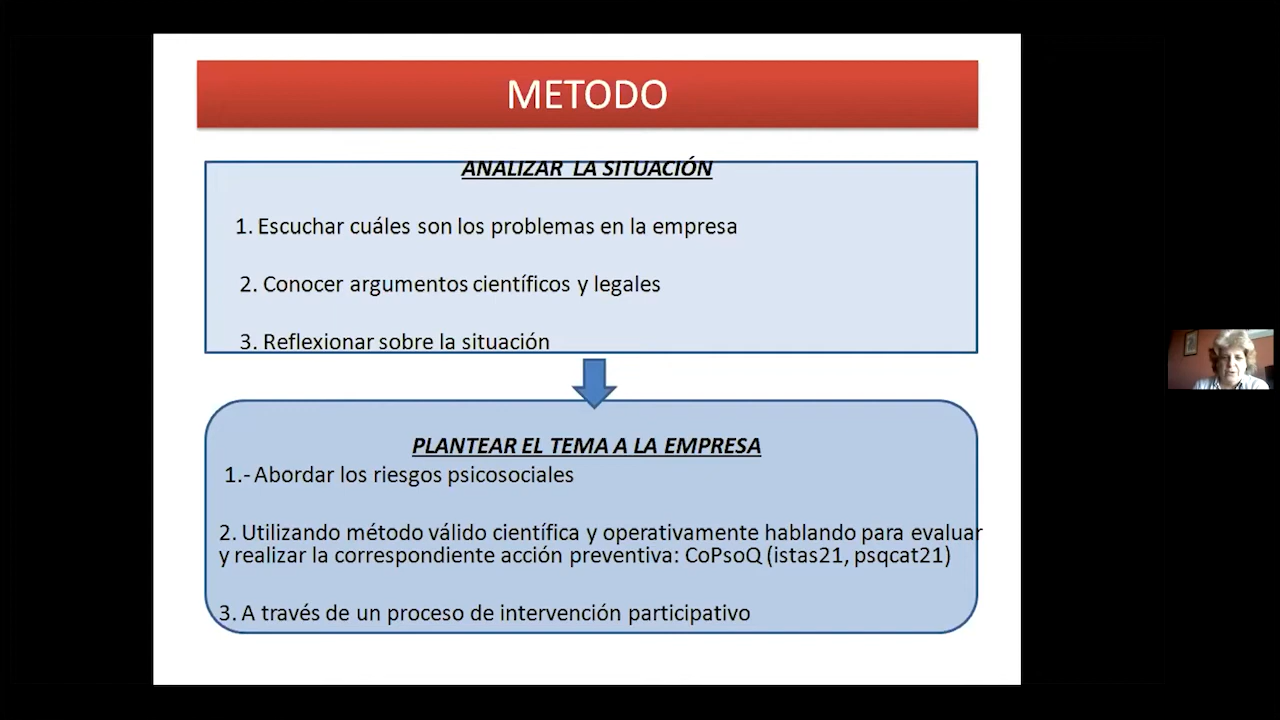 METODO
ANALIZAR LA SITUACIÓN
1. Escuchar cuáles son los problemas en la empresa
2. Conocer argumentos científicos y legales
3. Reflexionar sobre la situación
PLANTEAR EL TEMA A LA EMPRESA
1.- Abordar los riesgos psicosociales
2. Utilizando método válido científica y operativamente hablando para evaluar
y realizar la correspondiente acción preventiva: CoPsoQ (istas21, psqcat21)
3. A través de un proceso de intervención participativo